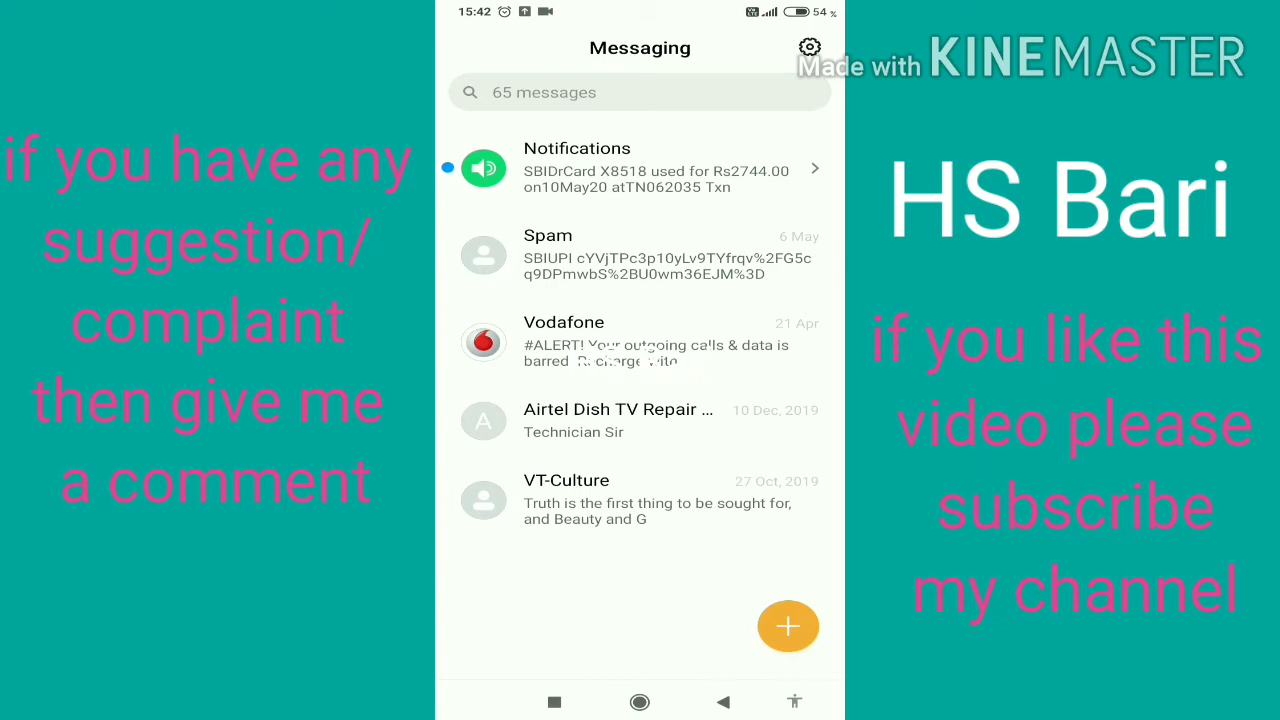 if you have any
suggestion/
complaint
then give me
a comment
15:42
54 %
Messaging
65 messages
Notifications
SBIDrCard X8518 used for Rs2744.00
on10May20 atTN062035 Txn
Spam
6 May
SBIUPI cYVjTPc3p10yLv9TYfrqv%2FG5c
q9DPmwbS%2BU0wm36EJM%3D
Vodafone
21 Apr
#ALERT! Your outgoing calls & data is
barred
Airtel Dish TV Repair ...
10 Dec, 2019
Technician Sir
A
VT-Culture
27 Oct, 2019
Truth is the first thing to be sought for,
and Beauty and G
Made with KINEMASTER
HS Bari
if you like this
video please
subscribe
my channel